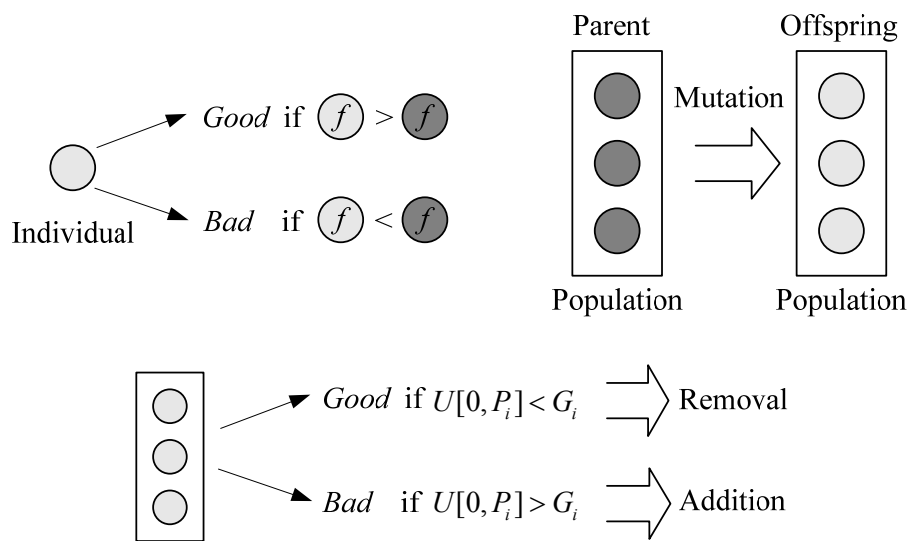 Parent
Offspring
Good if f > f
Mutation
Individual
Bad if f < f
Population
Population
Good if U[0, P_i] < G_i
Removal
Bad if U[0, P_i] > G_i
Addition